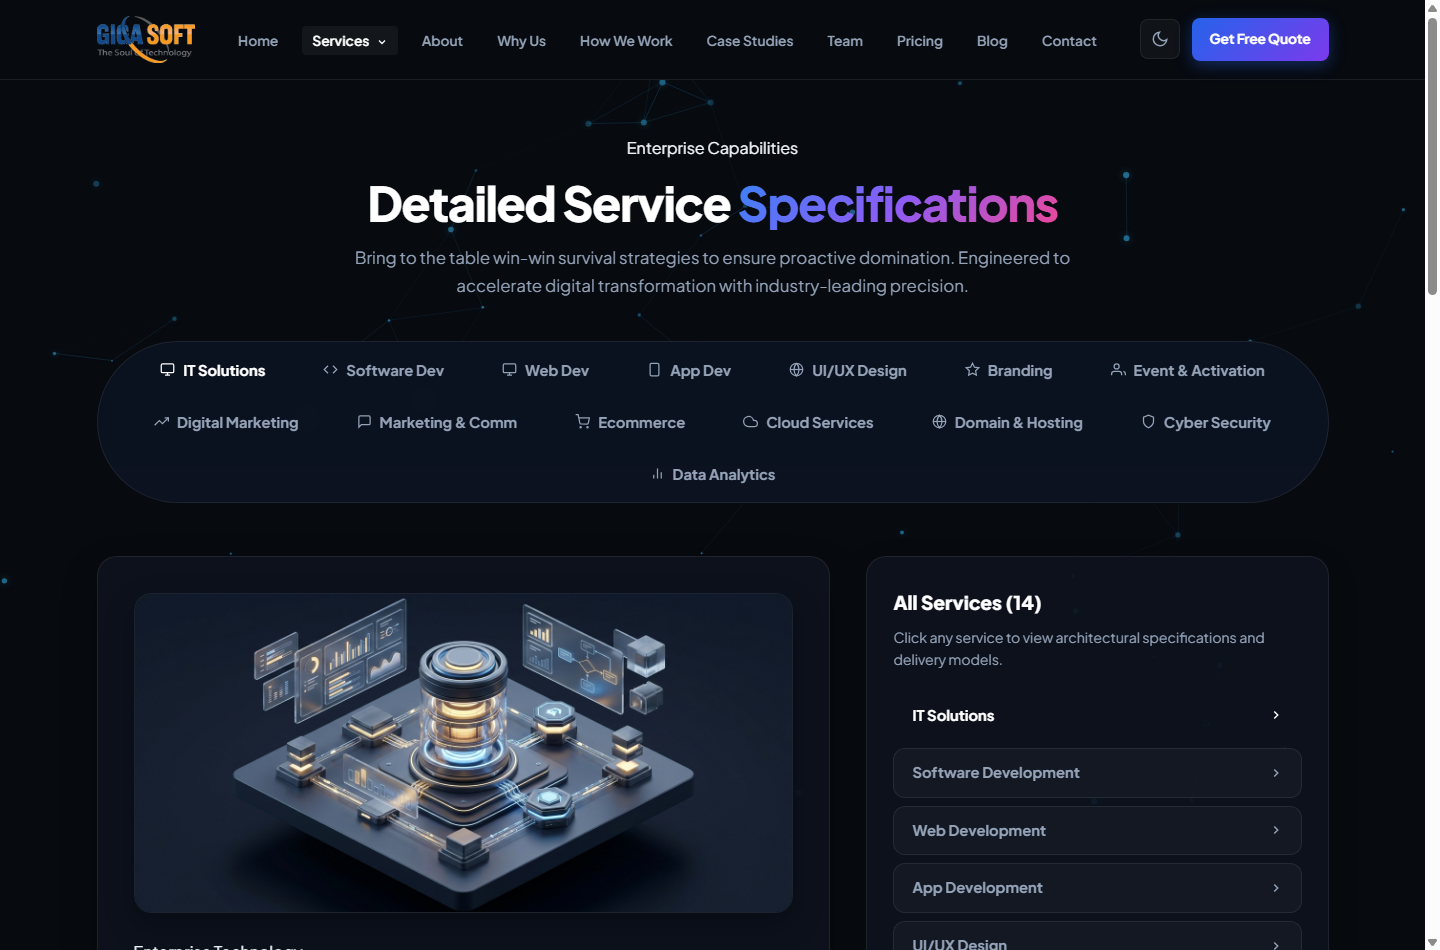 GIGA SOFT
The Soul of Technology
Home
Services
About
Why Us
How We Work
Case Studies
Team
Pricing
Blog
Contact
Get Free Quote
Enterprise Capabilities
Detailed Service Specifications
Bring to the table win-win survival strategies to ensure proactive domination. Engineered to
accelerate digital transformation with industry-leading precision.
IT Solutions
Software Dev
Web Dev
App Dev
UI/UX Design
Branding
Event & Activation
Digital Marketing
Marketing & Comm
Ecommerce
Cloud Services
Domain & Hosting
Cyber Security
Data Analytics
All Services (14)
Click any service to view architectural specifications and
delivery models.
IT Solutions
Software Development
Web Development
App Development
UI/UX Design
Enterprise Technology